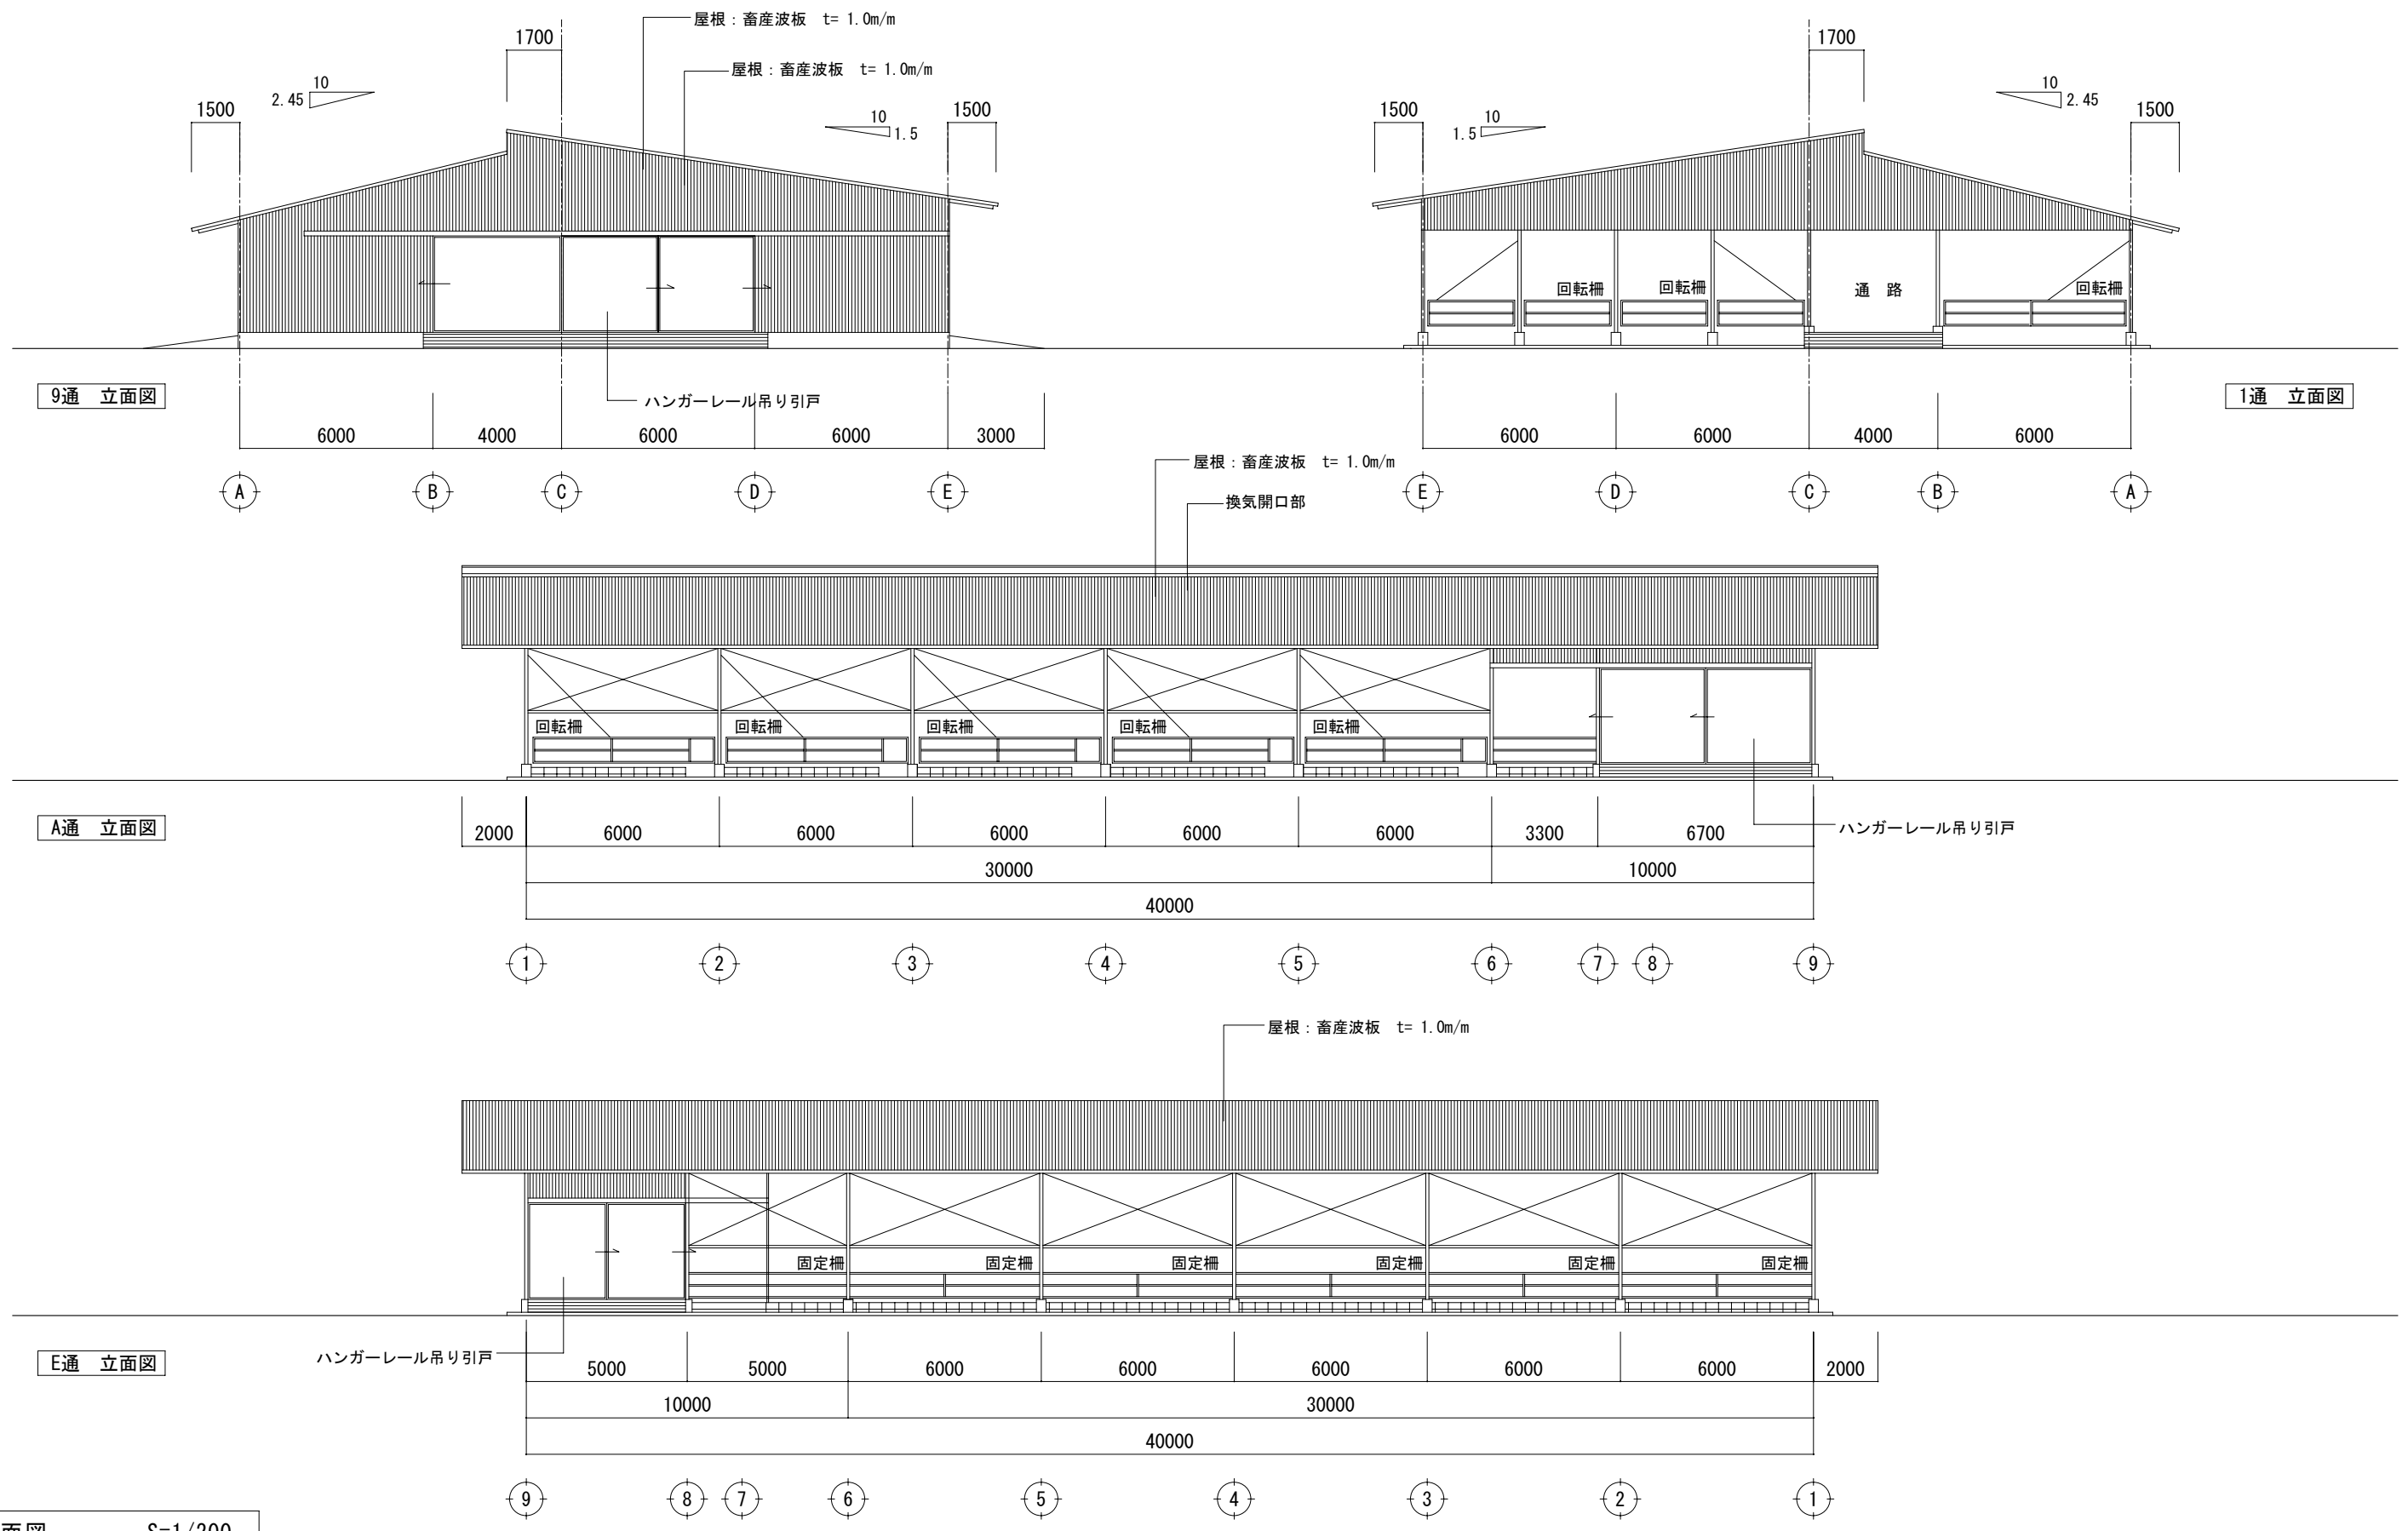 屋根：畜産波板　t= 1.0m/m
屋根：畜産波板　t= 1.0m/m
1700
10
2.45
1500
10
1.5
1500
ハンガーレール吊り引戸
9通　立面図
6000 4000 6000 6000 3000
A B C D E
1700
1500
10
1.5
10
2.45
1500
回転柵
回転柵
通　路
回転柵
1通　立面図
6000 6000 4000 6000
E D C B A
屋根：畜産波板　t= 1.0m/m
換気開口部
回転柵 回転柵 回転柵 回転柵 回転柵
A通　立面図
ハンガーレール吊り引戸
2000 6000 6000 6000 6000 6000 3300 6700
30000 10000
40000
1 2 3 4 5 6 7 8 9
屋根：畜産波板　t= 1.0m/m
固定柵 固定柵 固定柵 固定柵 固定柵 固定柵
E通　立面図
ハンガーレール吊り引戸
5000 5000 6000 6000 6000 6000 6000 2000
10000 30000
40000
9 8 7 6 5 4 3 2 1
面図　S=1/200